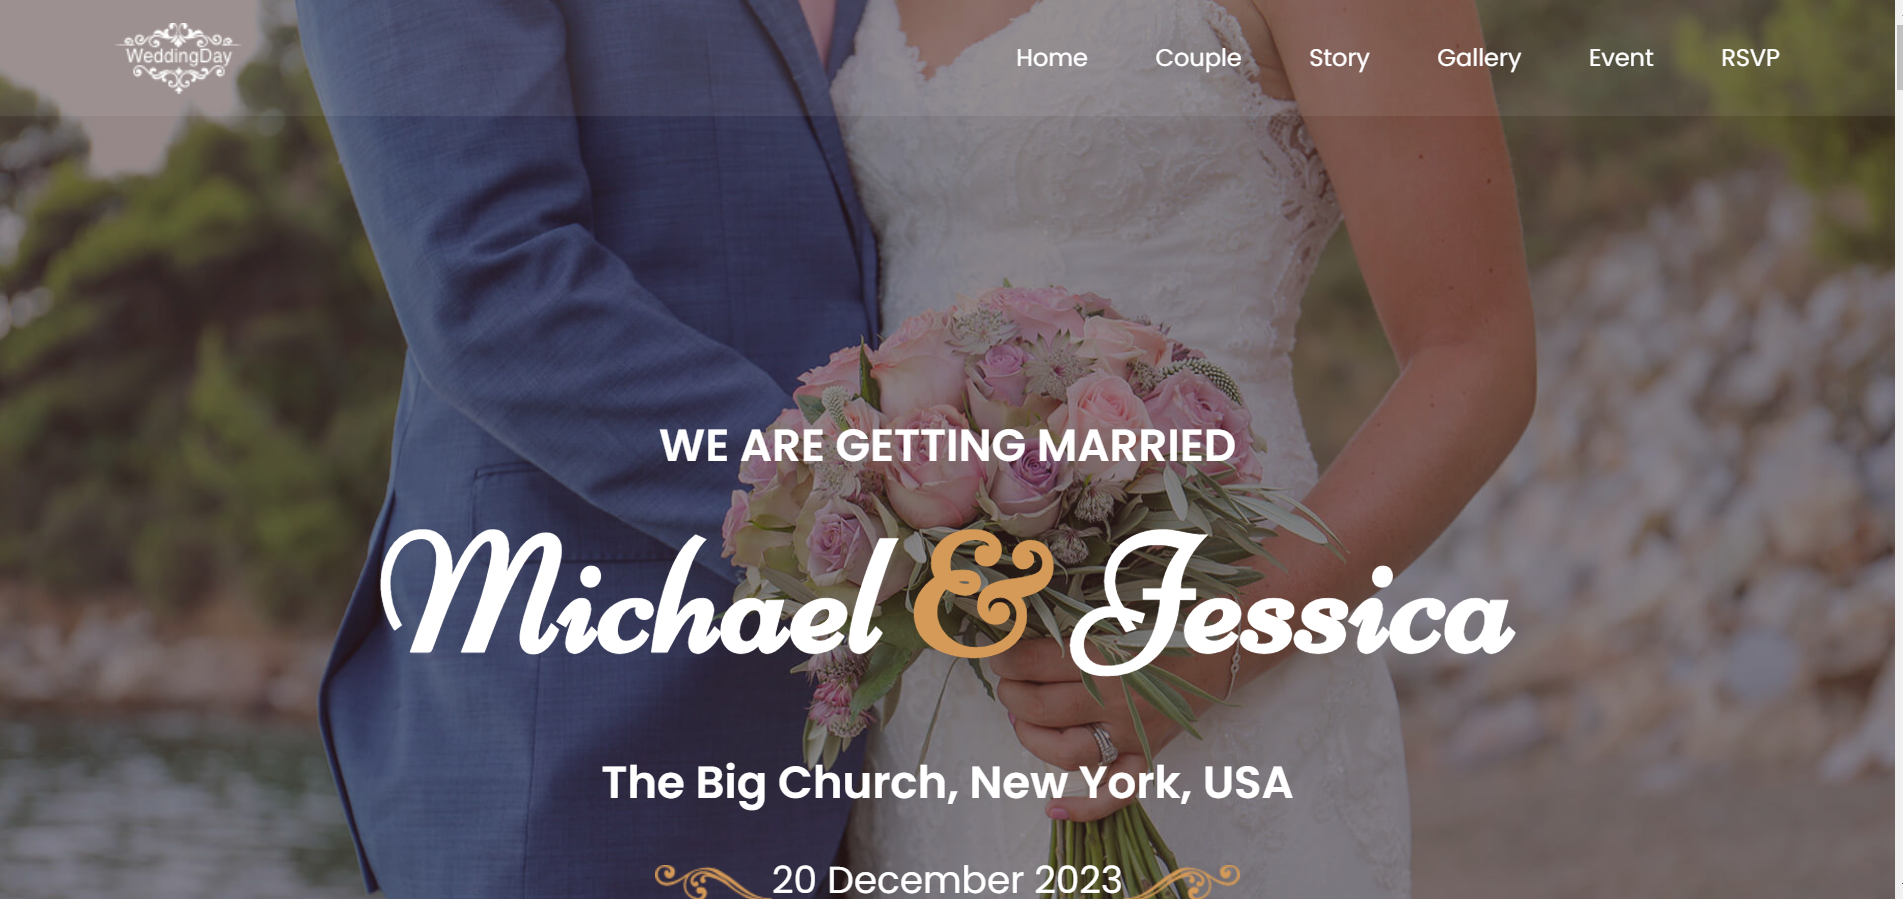 WeddingDay
Home Couple Story Gallery Event RSVP
WE ARE GETTING MARRIED
Michael & Jessica
The Big Church, New York, USA
20 December 2023